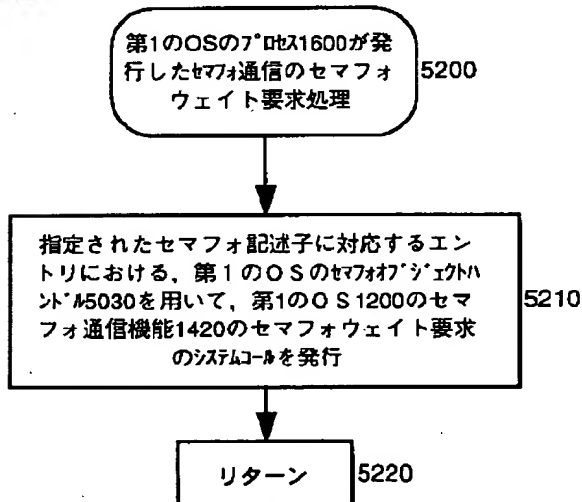 第1のOSのﾌﾟﾛｾｽ1600が発
行したｾﾏﾌｫ通信のセマフォ
ウェイト要求処理
5200
指定されたセマフォ記述子に対応するエン
トリにおける，第１のＯＳのｾﾏﾌｫｵﾌﾞｼﾞｪｸﾄﾊ
ﾝﾄﾞﾙ5030を用いて，第1のＯＳ1200のセマ
フォ通信機能1420のセマフォウェイト要求
のｼｽﾃﾑｺｰﾙを発行
5210
リターン
5220